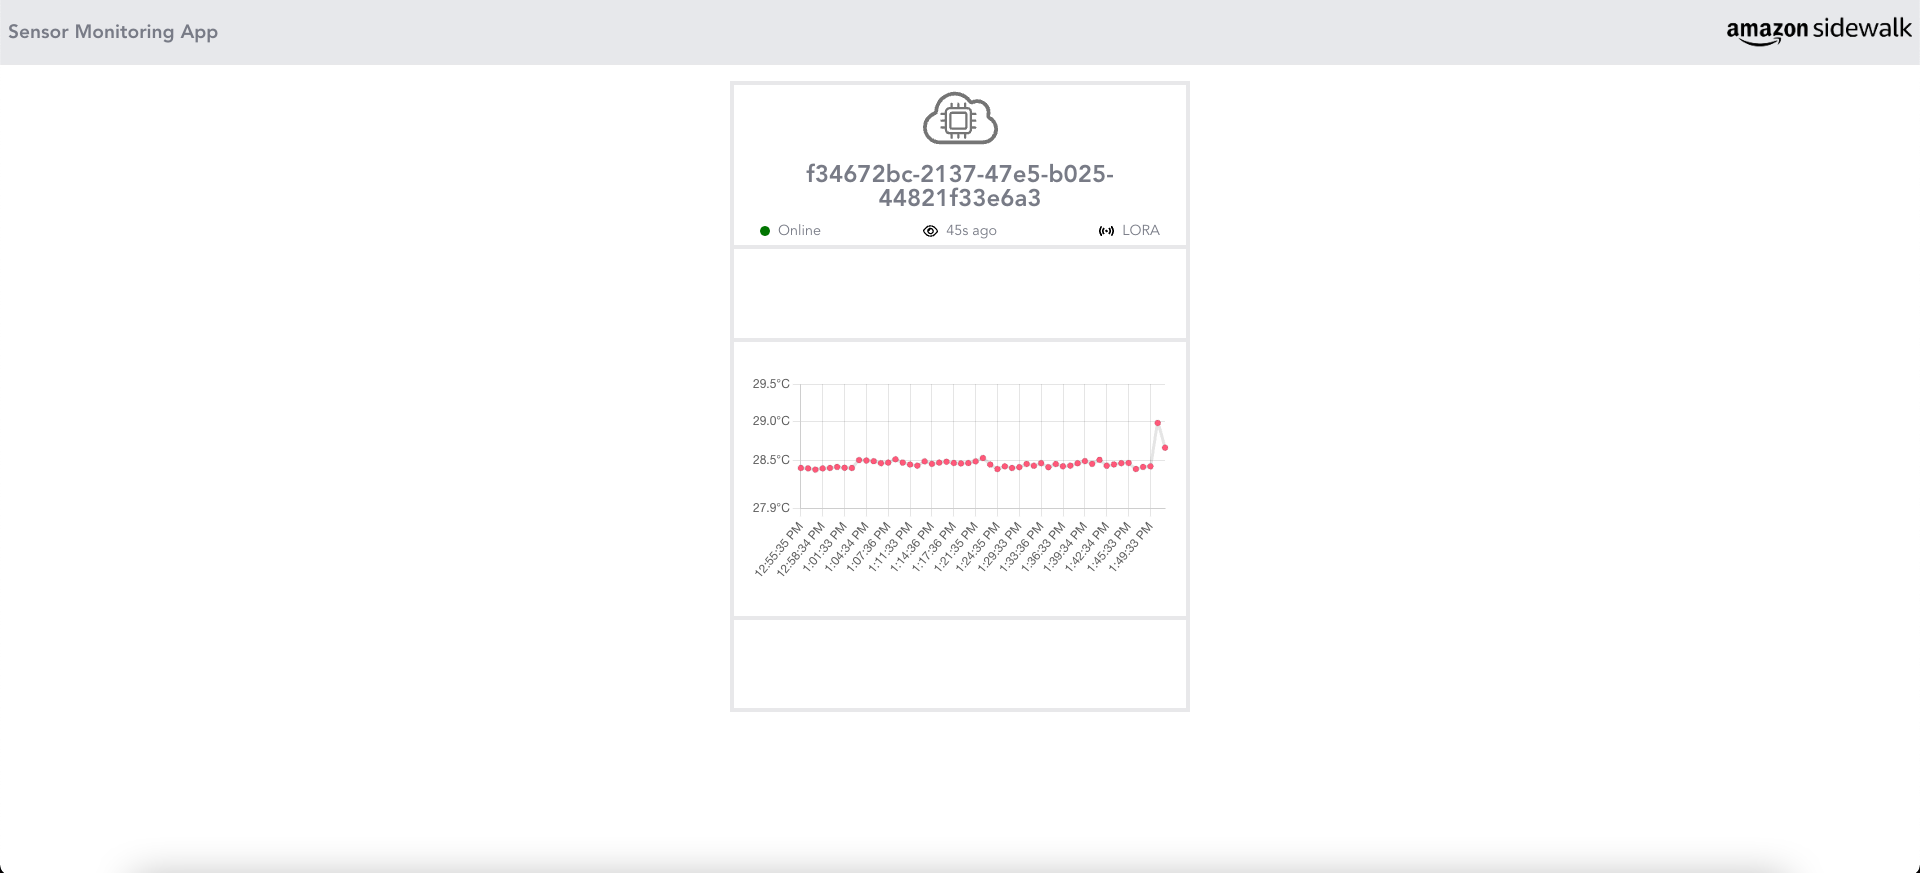 Sensor Monitoring App
amazon sidewalk
f34672bc-2137-47e5-b025-
44821f33e6a3
Online
45s ago
LORA
29.5°C
29.0°C
28.5°C
27.9°C
12:55:35 PM
12:58:34 PM
1:01:33 PM
1:04:34 PM
1:07:36 PM
1:11:33 PM
1:14:36 PM
1:17:36 PM
1:21:35 PM
1:24:35 PM
1:29:33 PM
1:33:36 PM
1:36:33 PM
1:39:34 PM
1:42:34 PM
1:45:33 PM
1:49:33 PM